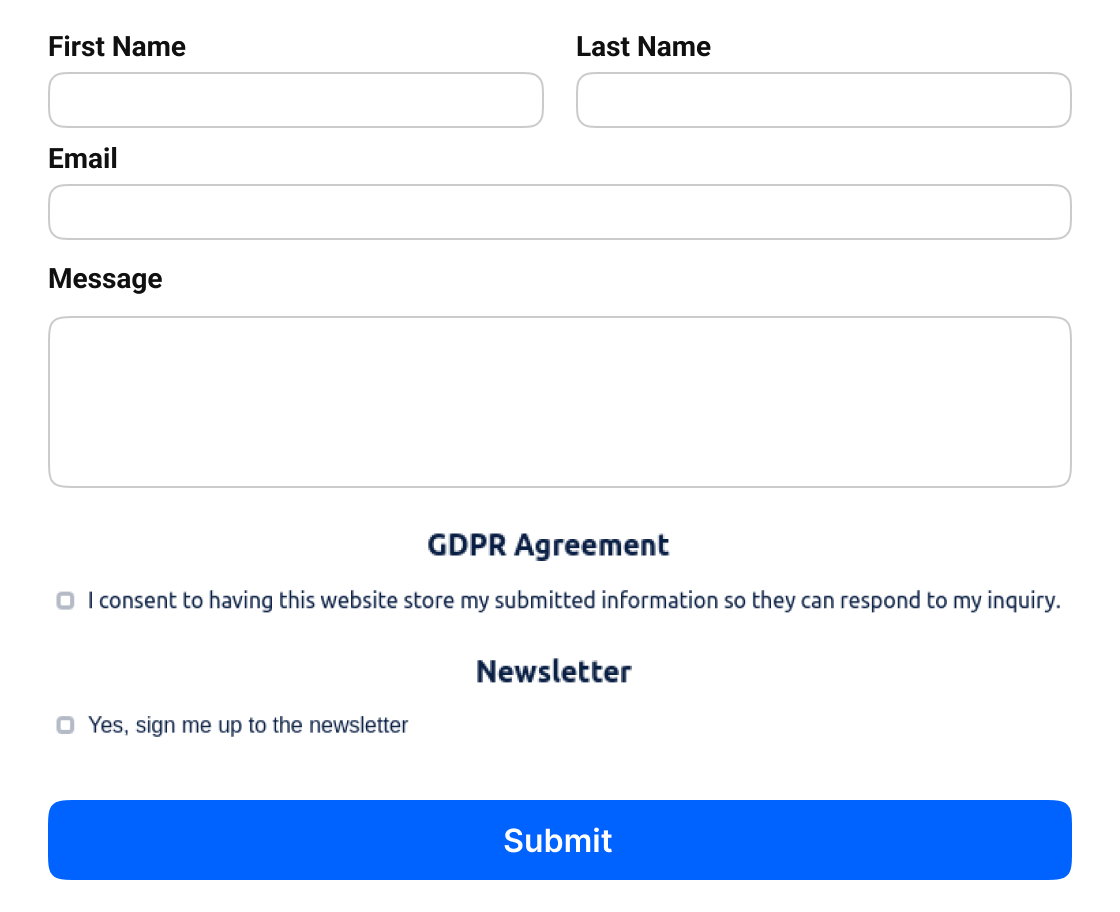 First Name
Last Name
Email
Message
GDPR Agreement
I consent to having this website store my submitted information so they can respond to my inquiry.
Newsletter
Yes, sign me up to the newsletter
Submit